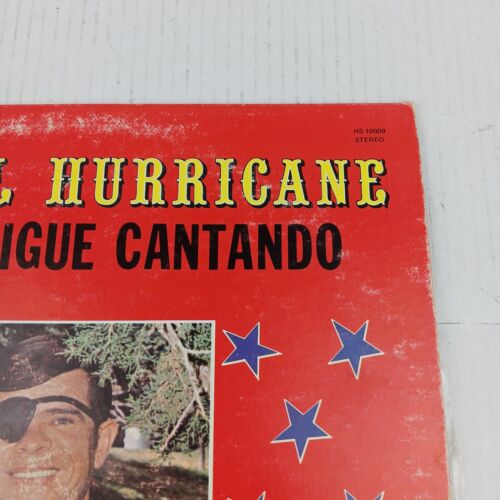 HS-10009
STEREO
L HURRICANE
IGUE CANTANDO